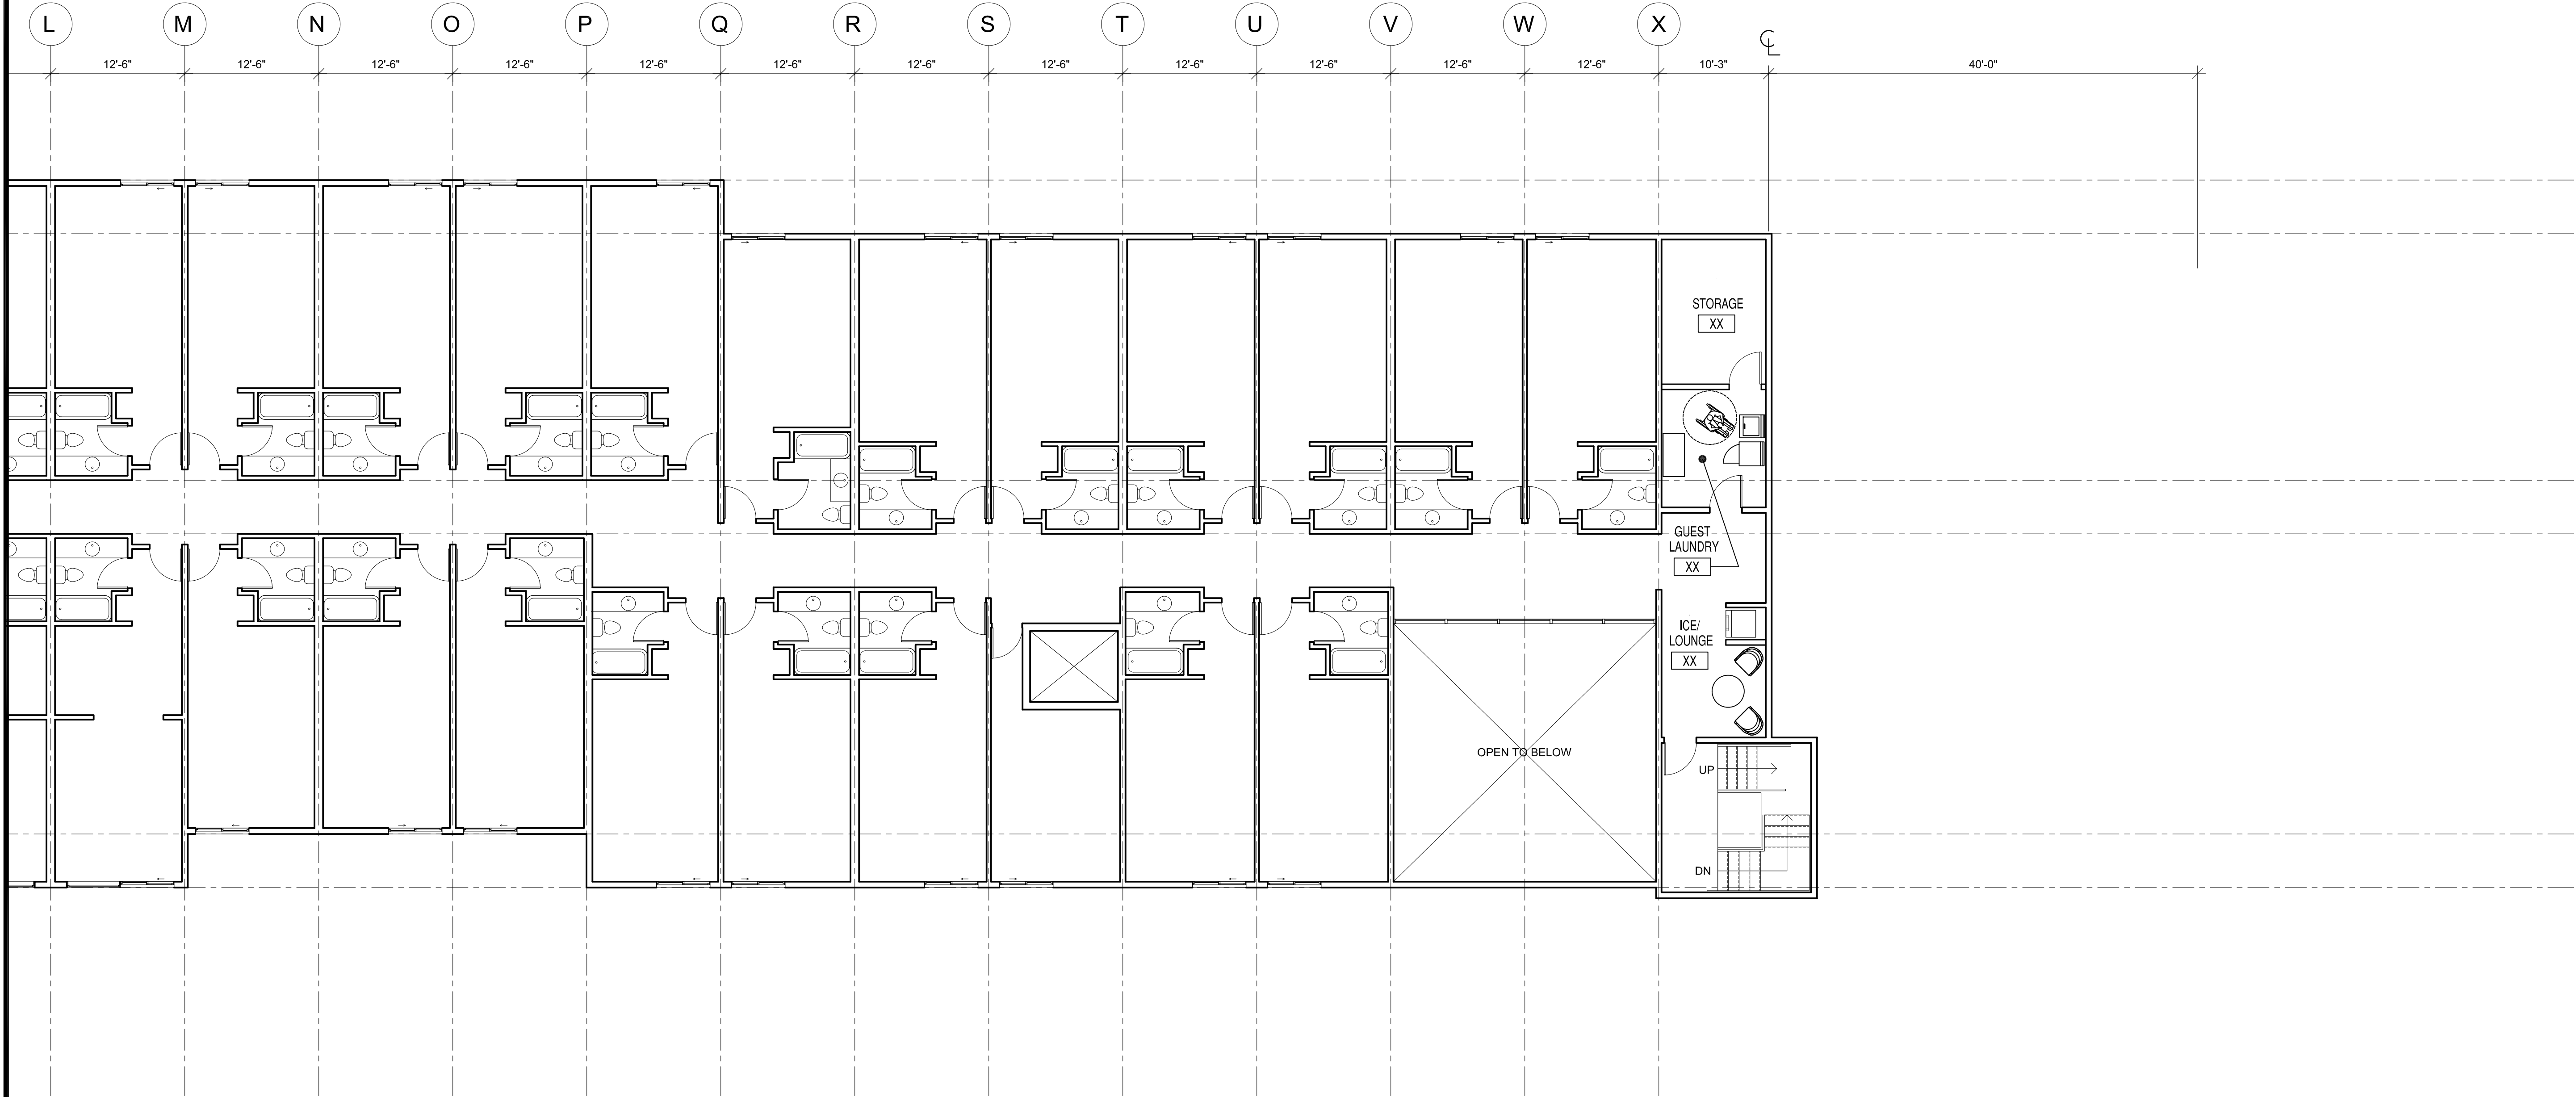 L M N O P Q R S T U V W X ℄
12'-6" 12'-6" 12'-6" 12'-6" 12'-6" 12'-6" 12'-6" 12'-6" 12'-6" 12'-6" 12'-6" 12'-6" 10'-3" 40'-0"
STORAGE
XX
GUEST
LAUNDRY
XX
ICE/
LOUNGE
XX
OPEN TO BELOW
UP
DN